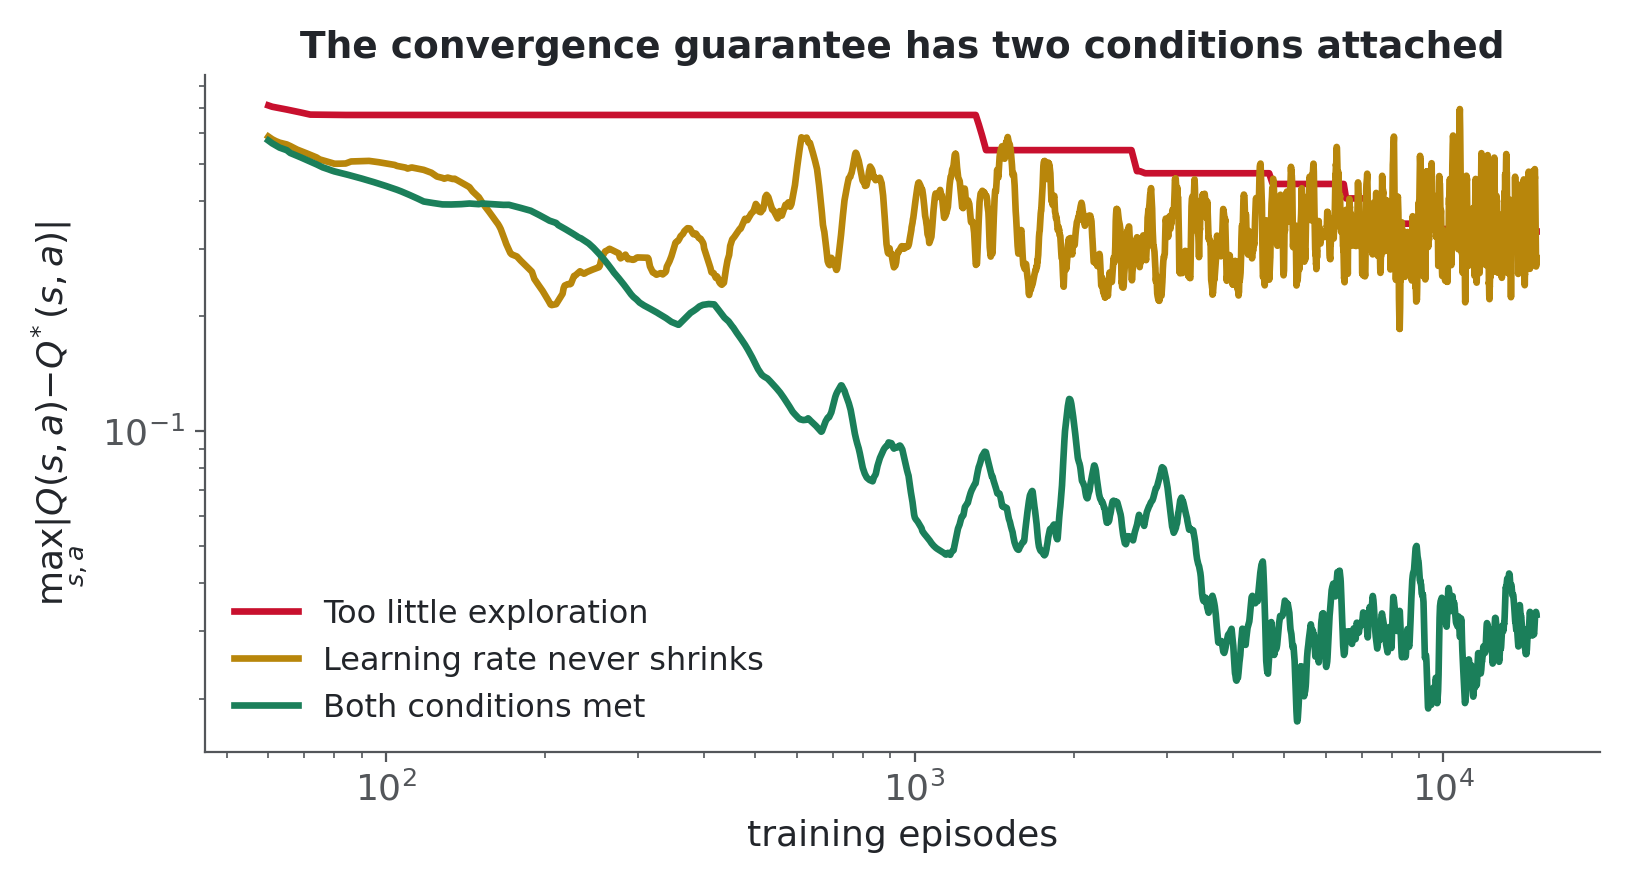 The convergence guarantee has two conditions attached
max|Q(s, a)−Q*(s, a)|
s, a
10⁻¹
Too little exploration
Learning rate never shrinks
Both conditions met
10² 10³ 10⁴
training episodes